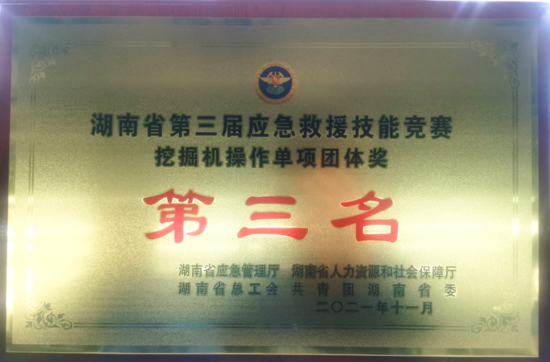 湖南省第三届应急救援技能竞赛
挖掘机操作单项团体奖
第三名
湖南省应急管理厅 湖南省人力资源和社会保障厅
湖南省总工会 共青团湖南省委
二〇二一年十一月